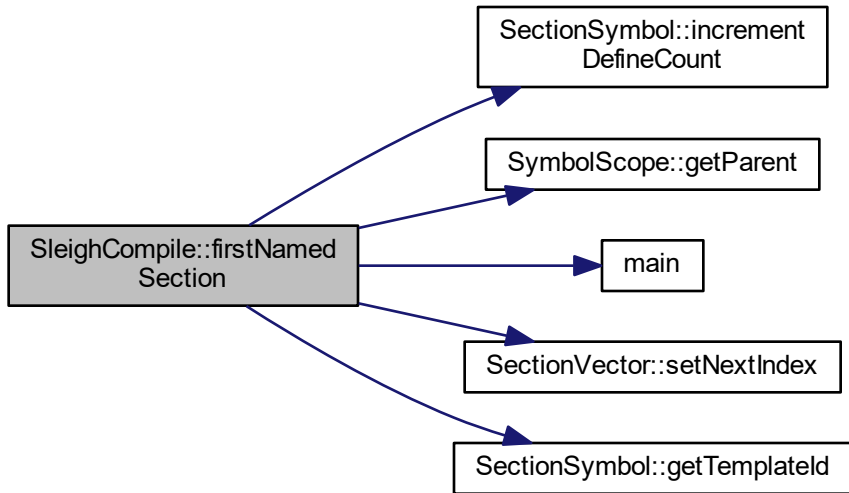 SectionSymbol::increment
DefineCount
SymbolScope::getParent
SleighCompile::firstNamed
Section
main
SectionVector::setNextIndex
SectionSymbol::getTemplateId